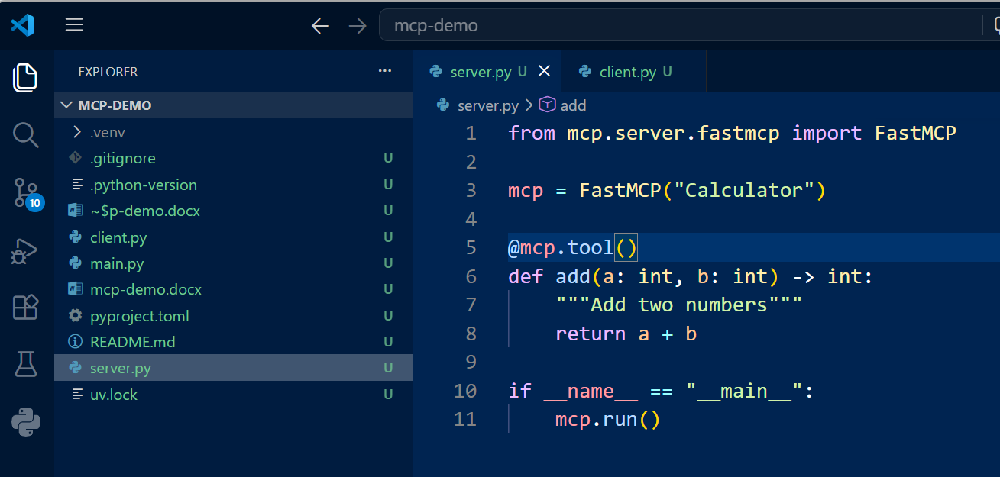 mcp-demo
EXPLORER
MCP-DEMO
.venv
.gitignore U
.python-version U
~$p-demo.docx U
client.py U
main.py U
mcp-demo.docx U
pyproject.toml U
README.md U
server.py U
uv.lock U
10
server.py U
client.py U
server.py > add
1 from mcp.server.fastmcp import FastMCP
2
3 mcp = FastMCP("Calculator")
4
5 @mcp.tool()
6 def add(a: int, b: int) -> int:
7     """Add two numbers"""
8     return a + b
9
10 if __name__ == "__main__":
11     mcp.run()